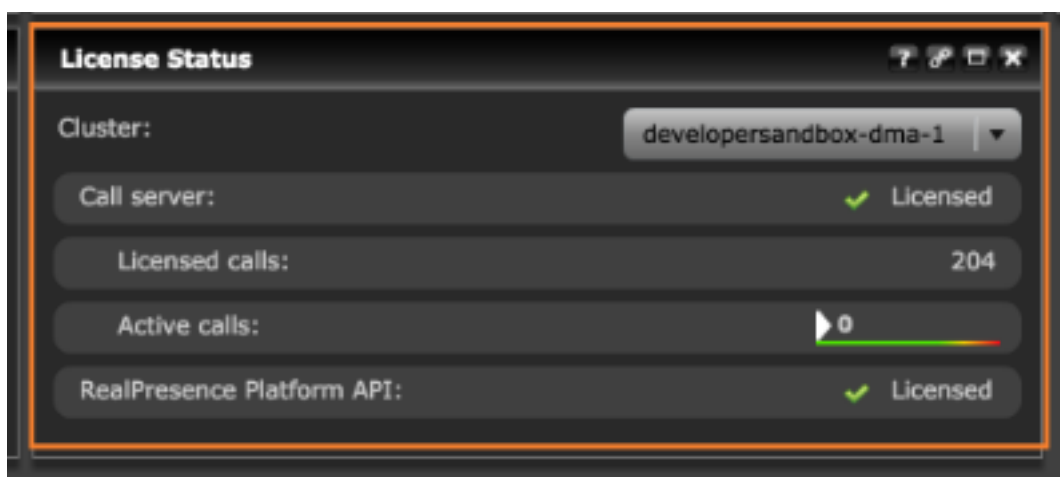 License Status ?
Cluster: developersandbox-dma-1
Call server: Licensed
Licensed calls: 204
Active calls: 0
RealPresence Platform API: Licensed